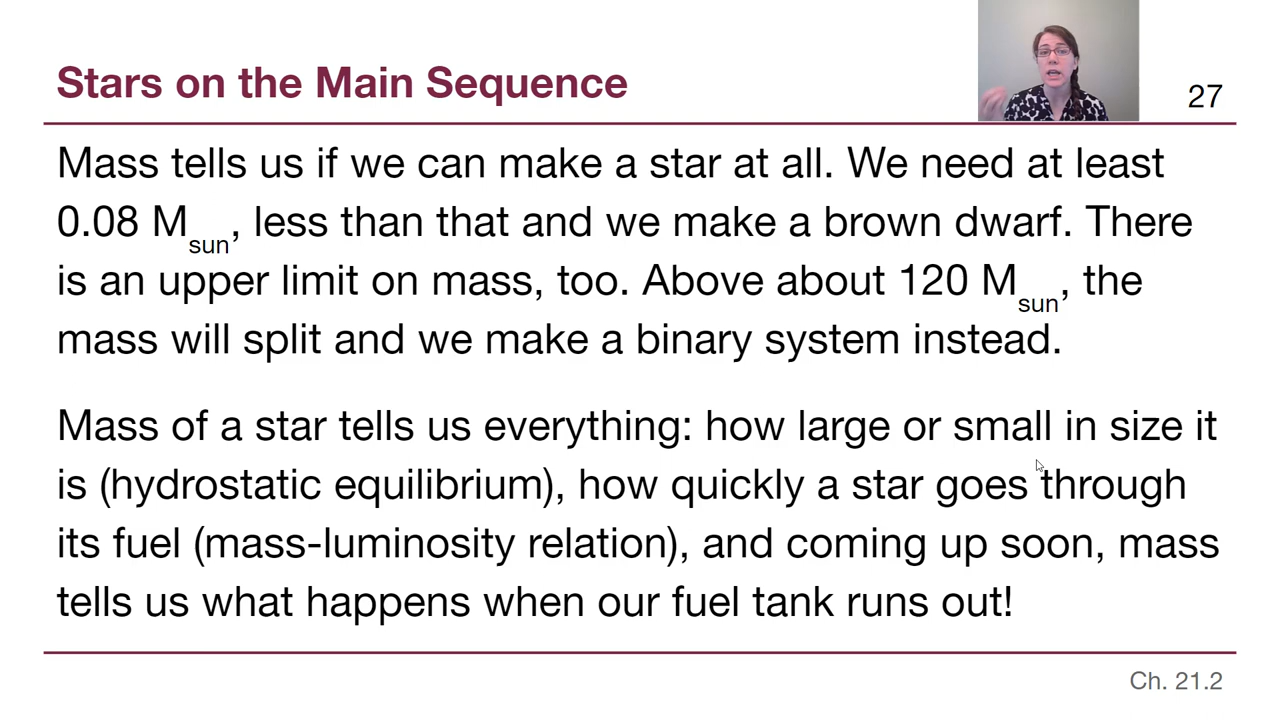 Stars on the Main Sequence
27
Mass tells us if we can make a star at all. We need at least
0.08 Msun, less than that and we make a brown dwarf. There
is an upper limit on mass, too. Above about 120 Msun, the
mass will split and we make a binary system instead.
Mass of a star tells us everything: how large or small in size it
is (hydrostatic equilibrium), how quickly a star goes through
its fuel (mass-luminosity relation), and coming up soon, mass
tells us what happens when our fuel tank runs out!
Ch. 21.2